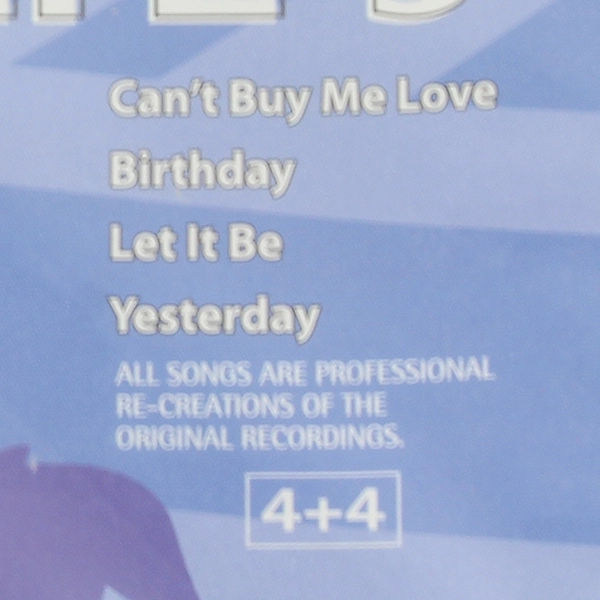 Can't Buy Me Love
Birthday
Let It Be
Yesterday
ALL SONGS ARE PROFESSIONAL
RE-CREATIONS OF THE
ORIGINAL RECORDINGS.
4+4